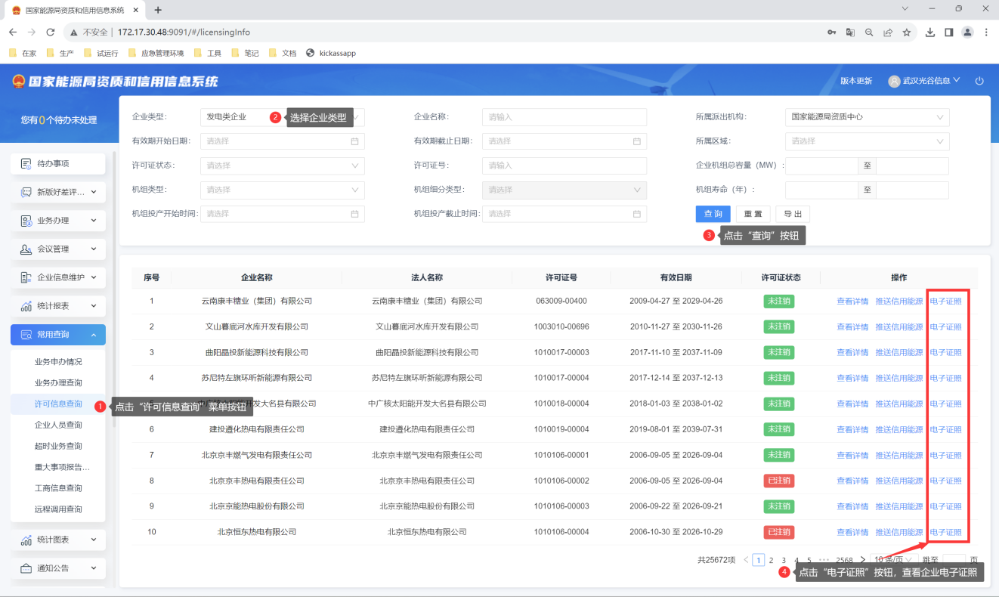 国家能源局资质和信用信息系统
不安全 172.17.30.48:9091/#/licensingInfo
在家 生产 试运行 应急管理环境 工具 笔记 文档 kickassapp
国家能源局资质和信用信息系统
版本更新 武汉光谷信息
您有0个待办未处理
待办事项
新版好差评...
业务办理
会议管理
企业信息维护
统计报表
常用查询
业务申办情况
业务办理查询
许可信息查询
企业人员查询
超时业务查询
重大事项报告...
工商信息查询
远程调用查询
统计图表
通知公告
1 点击“许可信息查询”菜单按钮
企业类型: 发电类企业 2 选择企业类型 企业名称: 请输入 所属派出机构: 国家能源局资质中心
有效期开始日期: 请选择 有效期截止日期: 请选择 所属区域: 请选择
许可证状态: 请选择 许可证号: 请输入 企业机组总容量（MW）: 至
机组类型: 请选择 机组细分类型: 请选择 机组寿命（年）: 至
机组投产开始时间: 请选择 机组投产截止时间: 请选择 查询 重置 导出
3 点击“查询”按钮
序号 企业名称 法人名称 许可证号 有效日期 许可证状态 操作
1 云南康丰糖业（集团）有限公司 云南康丰糖业（集团）有限公司 063009-00400 2009-04-27 至 2029-04-26 未注销 查看详情 推送信用能源 电子证照
2 文山暮底河水库开发有限公司 文山暮底河水库开发有限公司 1003010-00696 2010-11-27 至 2030-11-26 未注销 查看详情 推送信用能源 电子证照
3 曲阳晶投新能源科技有限公司 曲阳晶投新能源科技有限公司 1010017-00003 2017-11-10 至 2037-11-09 未注销 查看详情 推送信用能源 电子证照
4 苏尼特左旗环昕新能源有限公司 苏尼特左旗环昕新能源有限公司 1010017-00004 2017-12-14 至 2037-12-13 未注销 查看详情 推送信用能源 电子证照
5 中广核太阳能开发大名县有限公司 中广核太阳能开发大名县有限公司 1010018-00004 2018-01-03 至 2038-01-02 未注销 查看详情 推送信用能源 电子证照
6 建投遵化热电有限责任公司 建投遵化热电有限责任公司 1010019-00004 2019-08-01 至 2039-07-31 未注销 查看详情 推送信用能源 电子证照
7 北京京丰燃气发电有限公司 北京京丰燃气发电有限公司 1010106-00001 2006-09-05 至 2026-09-04 未注销 查看详情 推送信用能源 电子证照
8 北京京丰热电有限责任公司 北京京丰热电有限责任公司 1010106-00002 2006-09-05 至 2026-09-04 已注销 查看详情 推送信用能源 电子证照
9 北京京能热电股份有限公司 北京京能热电股份有限公司 1010106-00003 2006-09-22 至 2026-09-21 未注销 查看详情 推送信用能源 电子证照
10 北京恒东热电有限公司 北京恒东热电有限公司 1010106-00004 2006-10-30 至 2026-10-29 已注销 查看详情 推送信用能源 电子证照
共25672项 1 2 3 4 5 ··· 2568 10 条/页 跳至 页
4 点击“电子证照”按钮，查看企业电子证照